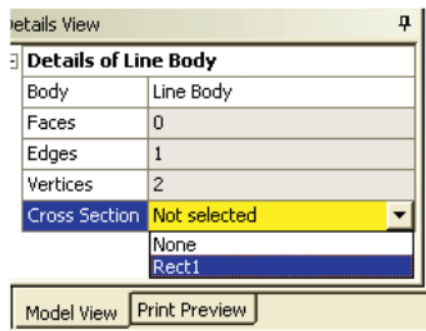 etails View
Details of Line Body
Body Line Body
Faces 0
Edges 1
Vertices 2
Cross Section Not selected
None
Rect1
Model View Print Preview